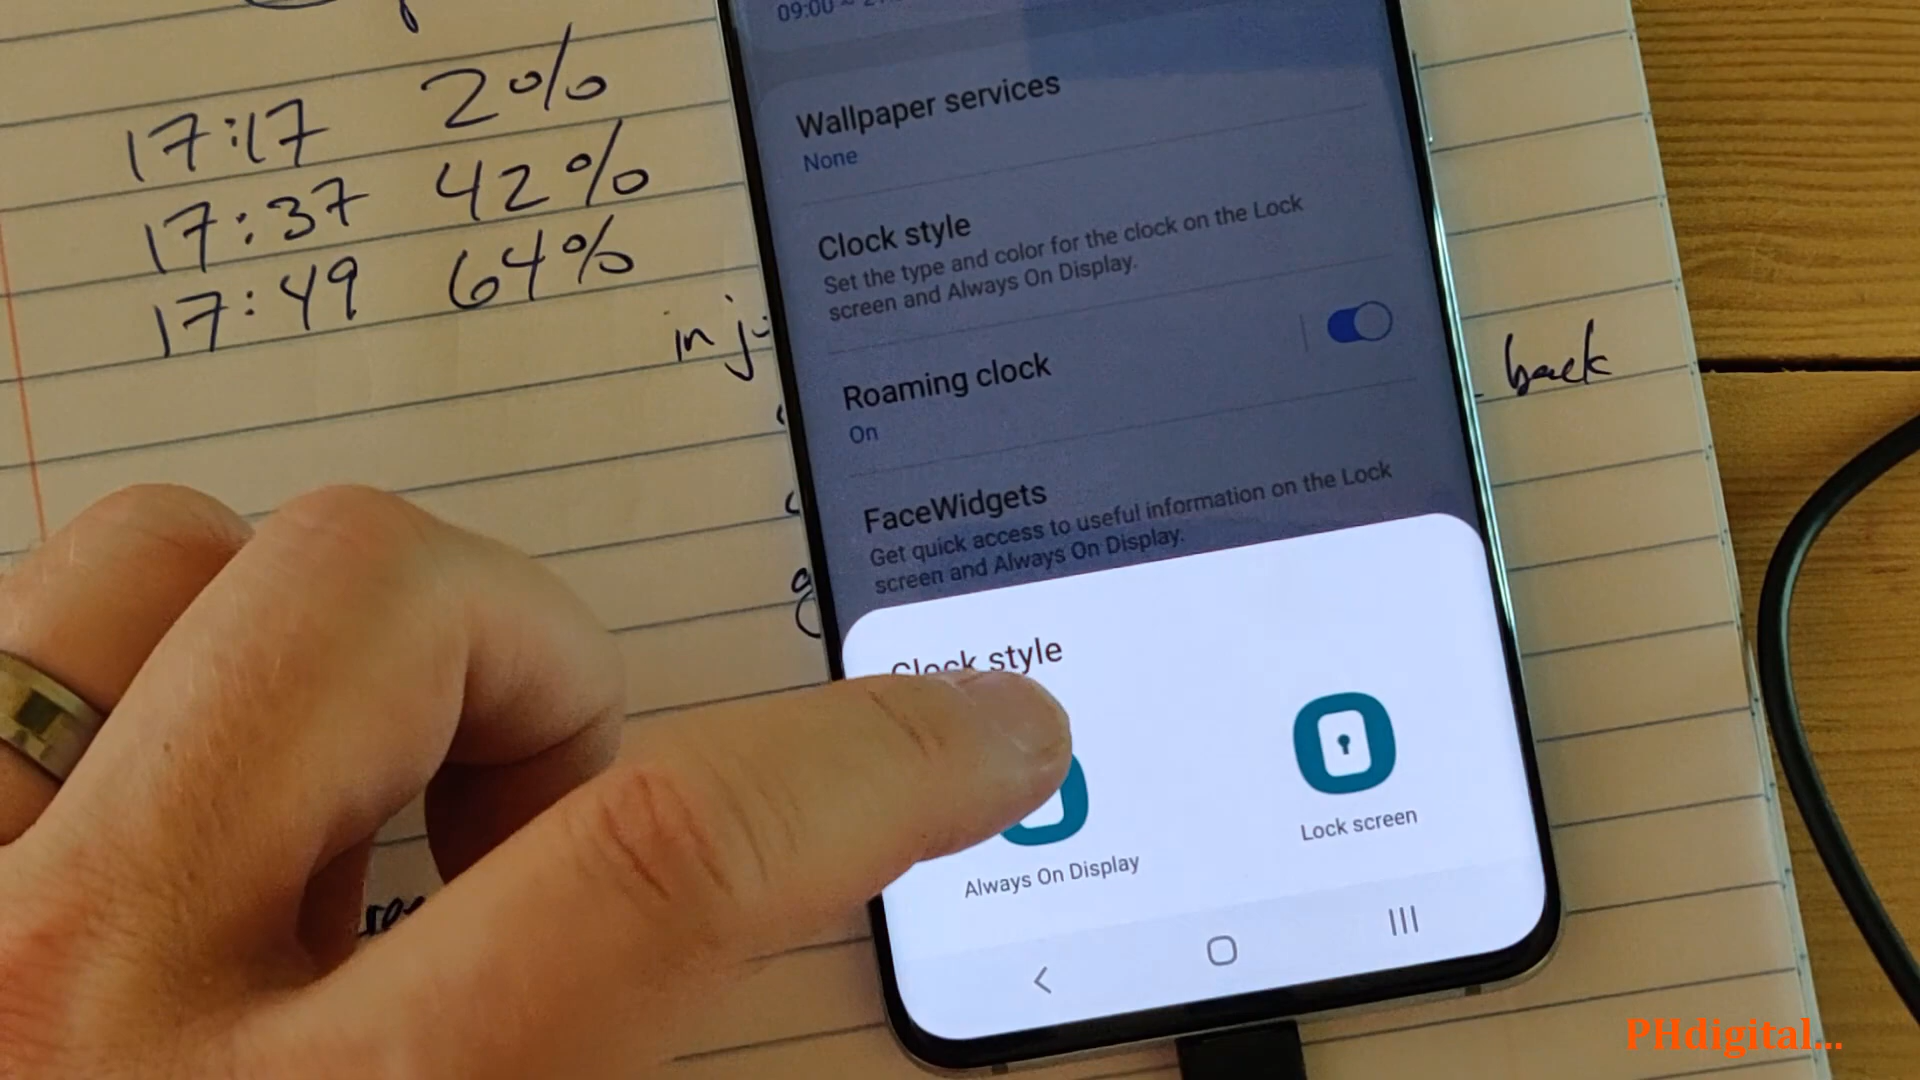 17:17 2%
17:37 42%
17:49 64%
in
back
09:00 ~
Wallpaper services
None
Clock style
Set the type and color for the clock on the Lock
screen and Always On Display.
Roaming clock
On
FaceWidgets
Get quick access to useful information on the Lock
screen and Always On Display.
Clock style
Always On Display
Lock screen
PHdigital...